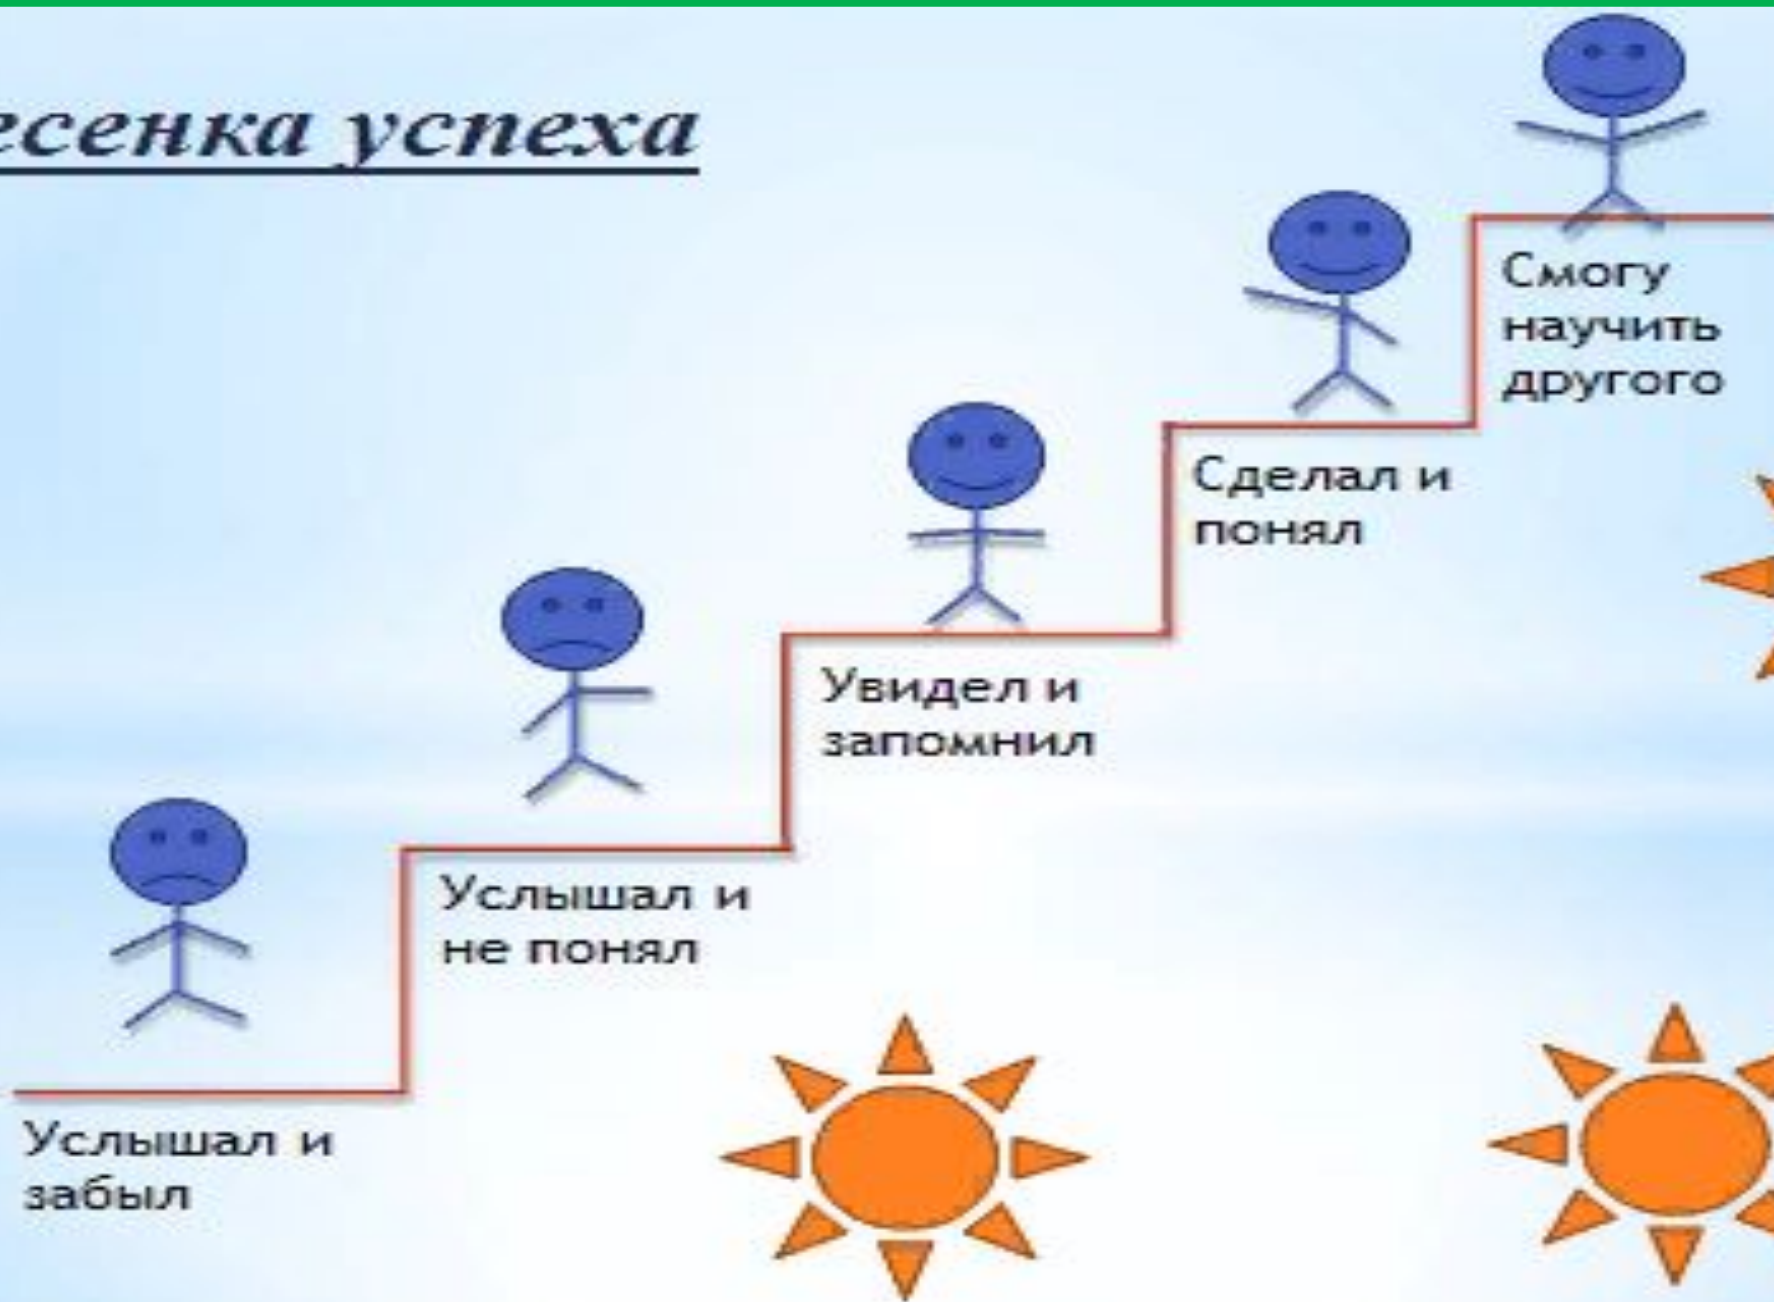 есенка успеха
Смогу
научить
другого
Сделал и
понял
Увидел и
запомнил
Услышал и
не понял
Услышал и
забыл